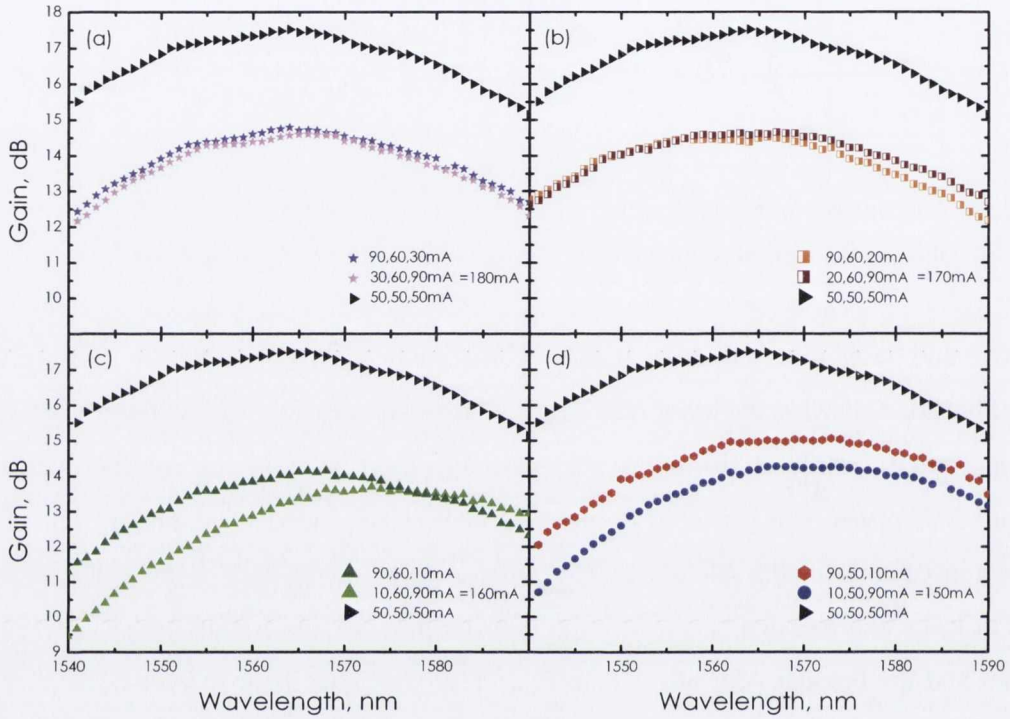 18
17
16
15
14
13
12
11
10
Gain, dB
(a)
90,60,30mA
30,60,90mA =180mA
50,50,50mA
(b)
90,60,20mA
20,60,90mA =170mA
50,50,50mA
17
16
15
14
13
12
11
10
9
Gain, dB
(c)
90,60,10mA
10,60,90mA =160mA
50,50,50mA
(d)
90,50,10mA
10,50,90mA =150mA
50,50,50mA
1540 1550 1560 1570 1580
1550 1560 1570 1580 1590
Wavelength, nm
Wavelength, nm